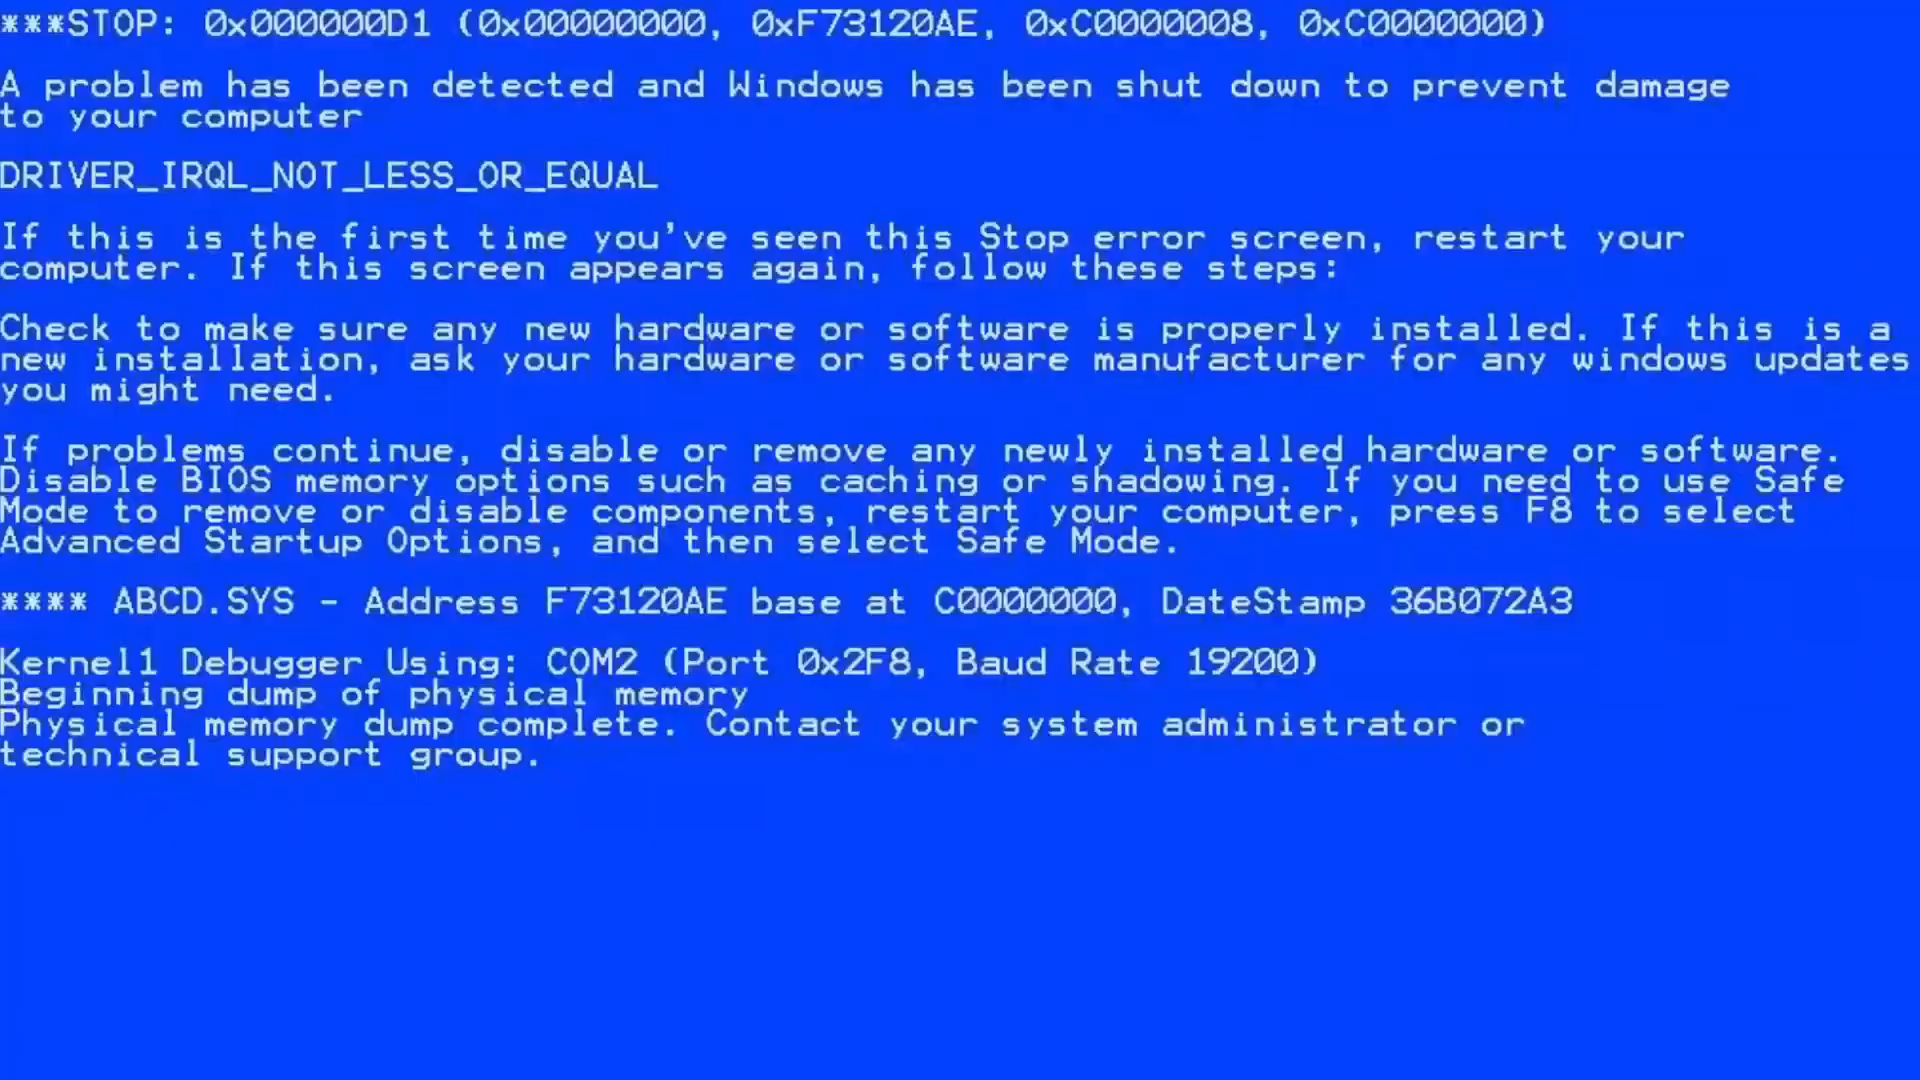 ***STOP: 0x000000D1 (0x00000000, 0xF73120AE, 0xC0000008, 0xC0000000)
A problem has been detected and Windows has been shut down to prevent damage
to your computer
DRIVER_IRQL_NOT_LESS_OR_EQUAL
If this is the first time you've seen this Stop error screen, restart your
computer. If this screen appears again, follow these steps:
Check to make sure any new hardware or software is properly installed. If this is a
new installation, ask your hardware or software manufacturer for any windows updates
you might need.
If problems continue, disable or remove any newly installed hardware or software.
Disable BIOS memory options such as caching or shadowing. If you need to use Safe
Mode to remove or disable components, restart your computer, press F8 to select
Advanced Startup Options, and then select Safe Mode.
**** ABCD.SYS - Address F73120AE base at C0000000, DateStamp 36B072A3
Kernel1 Debugger Using: COM2 (Port 0x2F8, Baud Rate 19200)
Beginning dump of physical memory
Physical memory dump complete. Contact your system administrator or
technical support group.